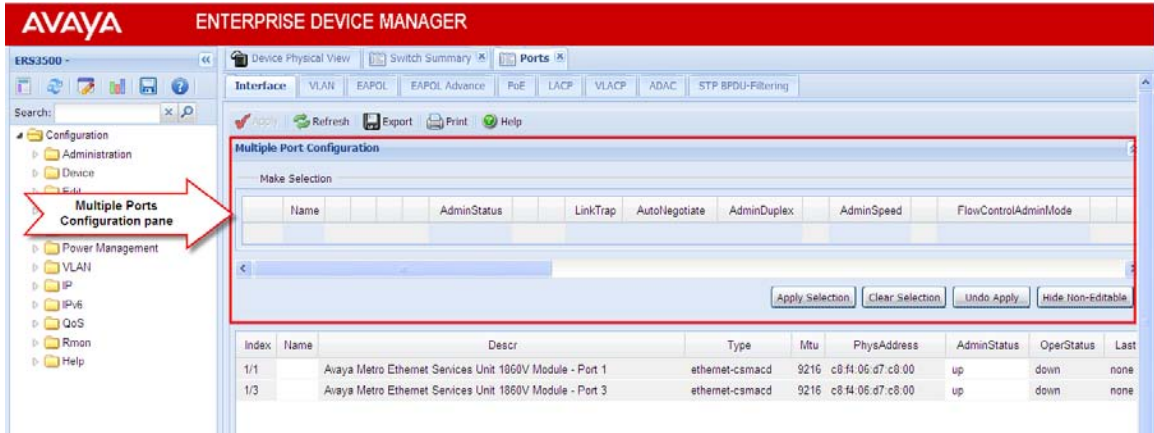 AVAYA ENTERPRISE DEVICE MANAGER
ERS3500 -
Device Physical View Switch Summary Ports
Interface VLAN EAPOL EAPOL Advance PoE LACP VLACP ADAC STP BPDU-Filtering
Search:
Apply Refresh Export Print Help
Configuration
Administration
Device
Edit
Multiple Ports
Configuration pane
Power Management
VLAN
IP
IPv6
QoS
Rmon
Help
Multiple Port Configuration
Make Selection
Name AdminStatus LinkTrap AutoNegotiate AdminDuplex AdminSpeed FlowControlAdminMode
Apply Selection Clear Selection Undo Apply Hide Non-Editable
Index Name Descr Type Mtu PhysAddress AdminStatus OperStatus Last
1/1 Avaya Metro Ethernet Services Unit 1860V Module - Port 1 ethernet-csmacd 9216 c8:f4:06:d7:c8:00 up down none
1/3 Avaya Metro Ethernet Services Unit 1860V Module - Port 3 ethernet-csmacd 9216 c8:f4:06:d7:c8:00 up down none